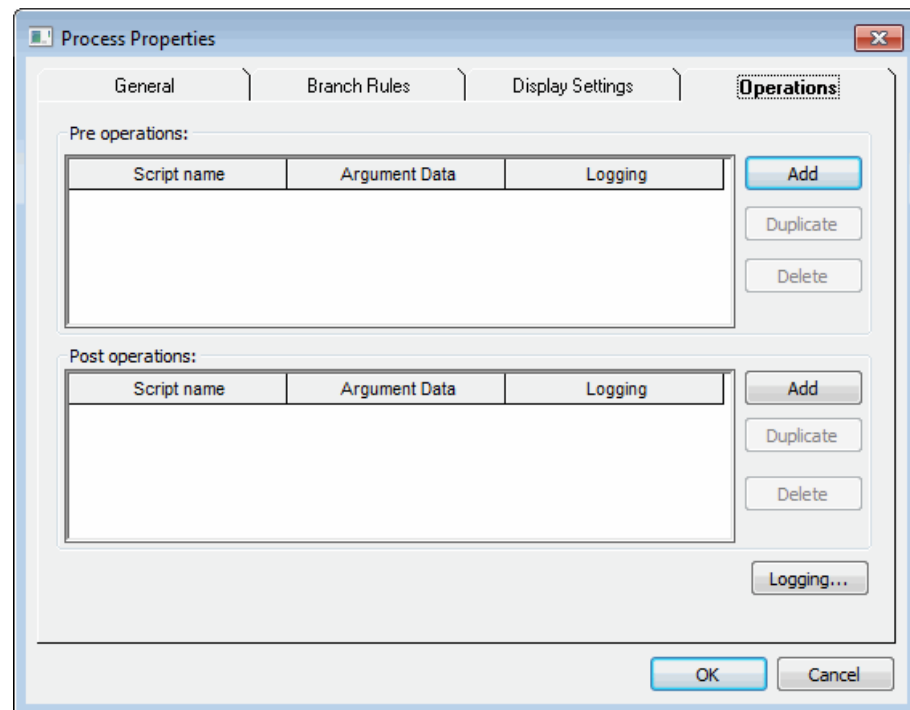 Process Properties
General Branch Rules Display Settings Operations
Pre operations:
Script name Argument Data Logging Add
Duplicate
Delete
Post operations:
Script name Argument Data Logging Add
Duplicate
Delete
Logging...
OK Cancel